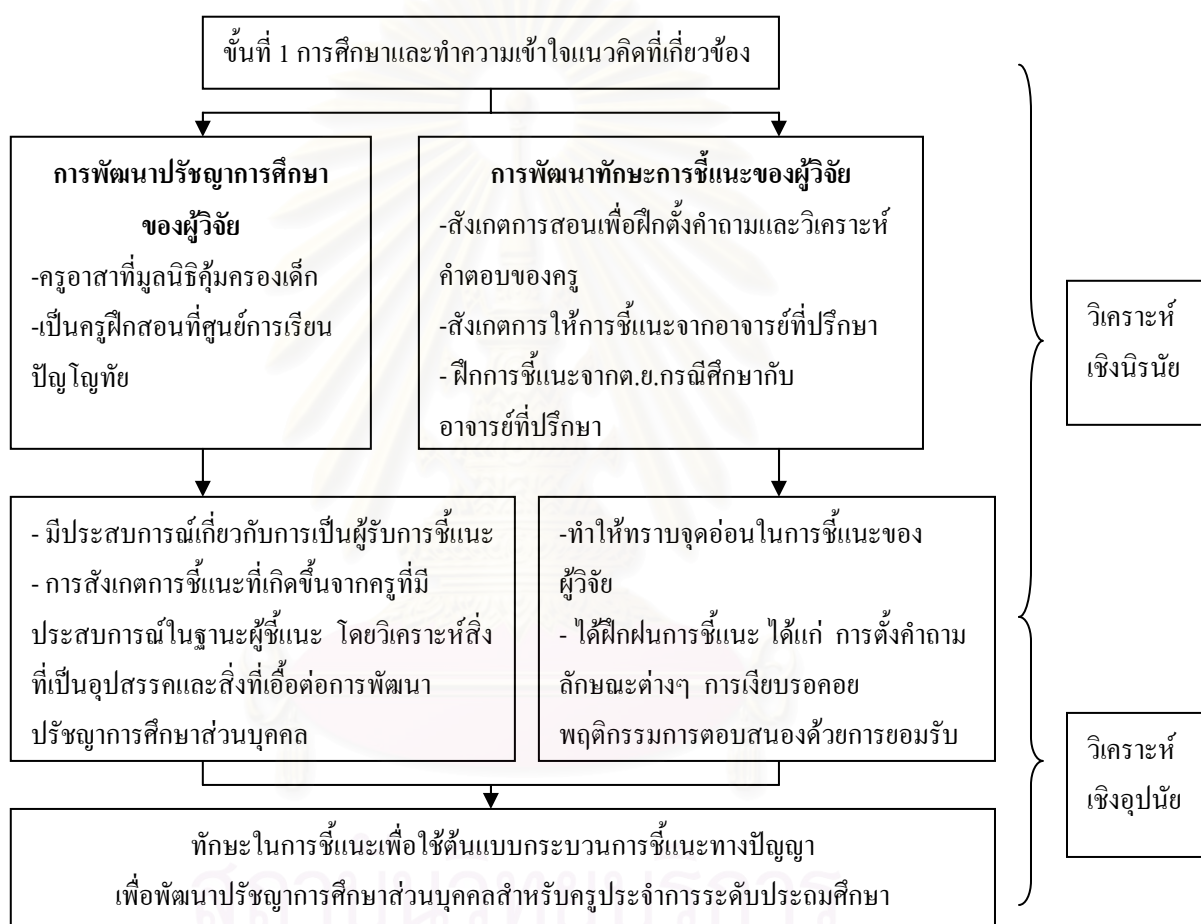 ขั้นที่ 1 การศึกษาและทำความเข้าใจแนวคิดที่เกี่ยวข้อง
การพัฒนาปรัชญาการศึกษา
ของผู้วิจัย
-ครูอาสาที่มูลนิธิคุ้มครองเด็ก
-เป็นครูฝึกสอนที่ศูนย์การเรียน
ปัญโญทัย
การพัฒนาทักษะการชี้แนะของผู้วิจัย
-สังเกตการสอนเพื่อฝึกตั้งคำถามและวิเคราะห์
คำตอบของครู
-สังเกตการให้การชี้แนะจากอาจารย์ที่ปรึกษา
- ฝึกการชี้แนะจากต.ย.กรณีศึกษากับ
อาจารย์ที่ปรึกษา
วิเคราะห์
เชิงนิรนัย
- มีประสบการณ์เกี่ยวกับการเป็นผู้รับการชี้แนะ
- การสังเกตการชี้แนะที่เกิดขึ้นจากครูที่มี
ประสบการณ์ในฐานะผู้ชี้แนะ โดยวิเคราะห์สิ่ง
ที่เป็นอุปสรรคและสิ่งที่เอื้อต่อการพัฒนา
ปรัชญาการศึกษาส่วนบุคคล
-ทำให้ทราบจุดอ่อนในการชี้แนะของ
ผู้วิจัย
- ได้ฝึกฝนการชี้แนะ ได้แก่ การตั้งคำถาม
ลักษณะต่างๆ การเงียบรอคอย
พฤติกรรมการตอบสนองด้วยการยอมรับ
วิเคราะห์
เชิงอุปนัย
ทักษะในการชี้แนะเพื่อใช้ต้นแบบกระบวนการชี้แนะทางปัญญา
เพื่อพัฒนาปรัชญาการศึกษาส่วนบุคคลสำหรับครูประจำการระดับประถมศึกษา
สถาบันวิทยบริการ